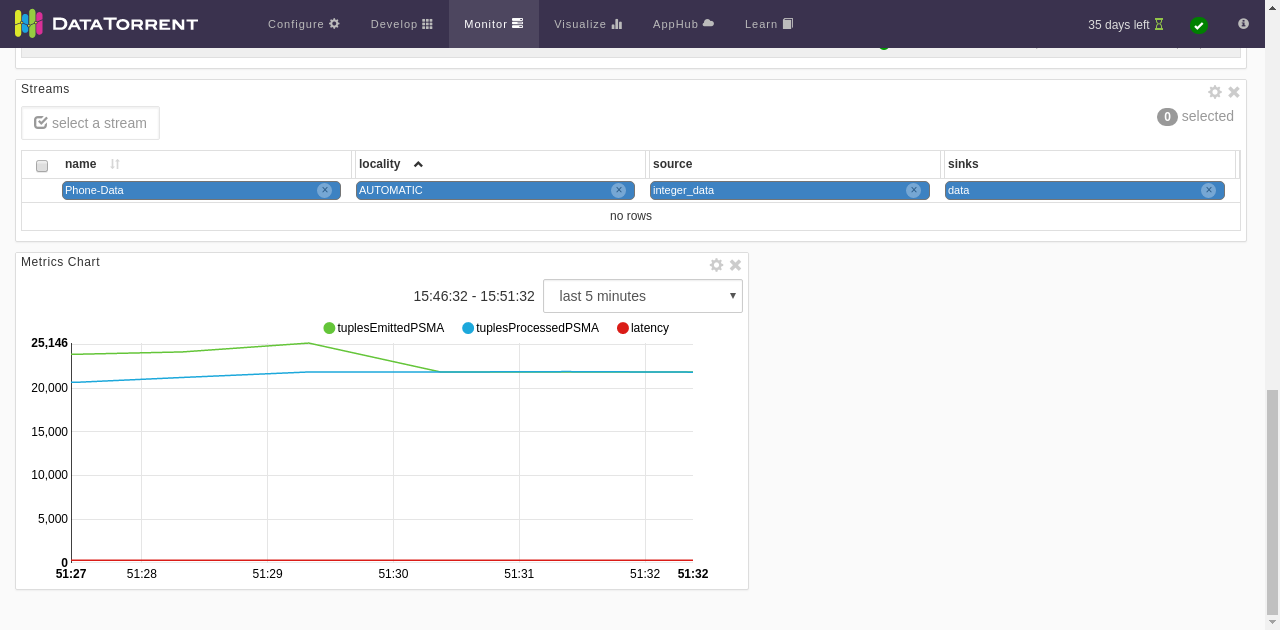 DATATORRENT Configure Develop Monitor Visualize AppHub Learn 35 days left
Streams
select a stream 0 selected
name locality source sinks
Phone-Data AUTOMATIC integer_data data
no rows
Metrics Chart
15:46:32 - 15:51:32 last 5 minutes
tuplesEmittedPSMA tuplesProcessedPSMA latency
25,146
20,000
15,000
10,000
5,000
0
51:27 51:28 51:29 51:30 51:31 51:32 51:32